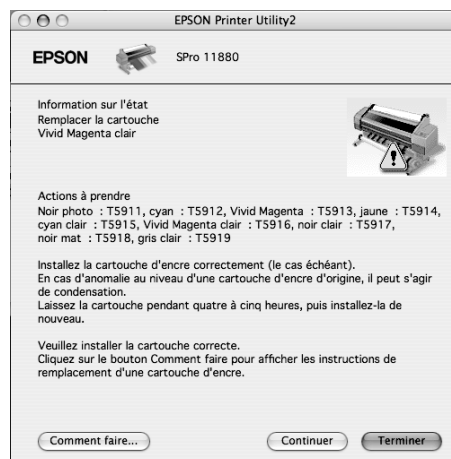 EPSON Printer Utility2
EPSON
SPro 11880
Information sur l'état
Remplacer la cartouche
Vivid Magenta clair
Actions à prendre
Noir photo : T5911, cyan : T5912, Vivid Magenta : T5913, jaune : T5914,
cyan clair : T5915, Vivid Magenta clair : T5916, noir clair : T5917,
noir mat : T5918, gris clair : T5919
Installez la cartouche d'encre correctement (le cas échéant).
En cas d'anomalie au niveau d'une cartouche d'encre d'origine, il peut s'agir
de condensation.
Laissez la cartouche pendant quatre à cinq heures, puis installez-la de
nouveau.
Veuillez installer la cartouche correcte.
Cliquez sur le bouton Comment faire pour afficher les instructions de
remplacement d'une cartouche d'encre.
Comment faire... Continuer Terminer